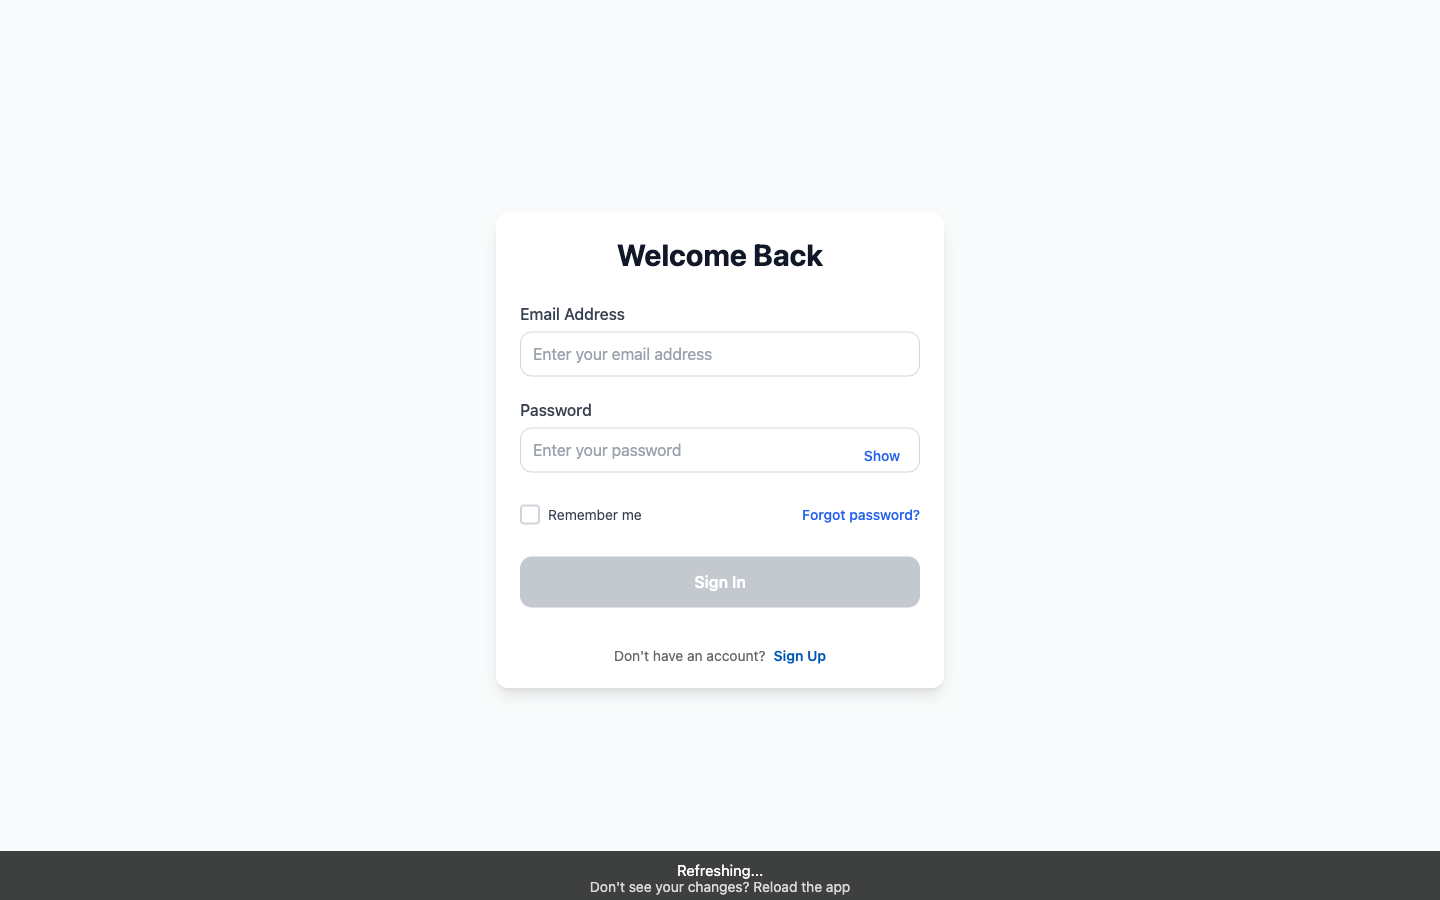 Welcome Back
Email Address
Enter your email address
Password
Enter your password
Show
Remember me
Forgot password?
Sign In
Don't have an account? Sign Up
Refreshing...
Don't see your changes? Reload the app